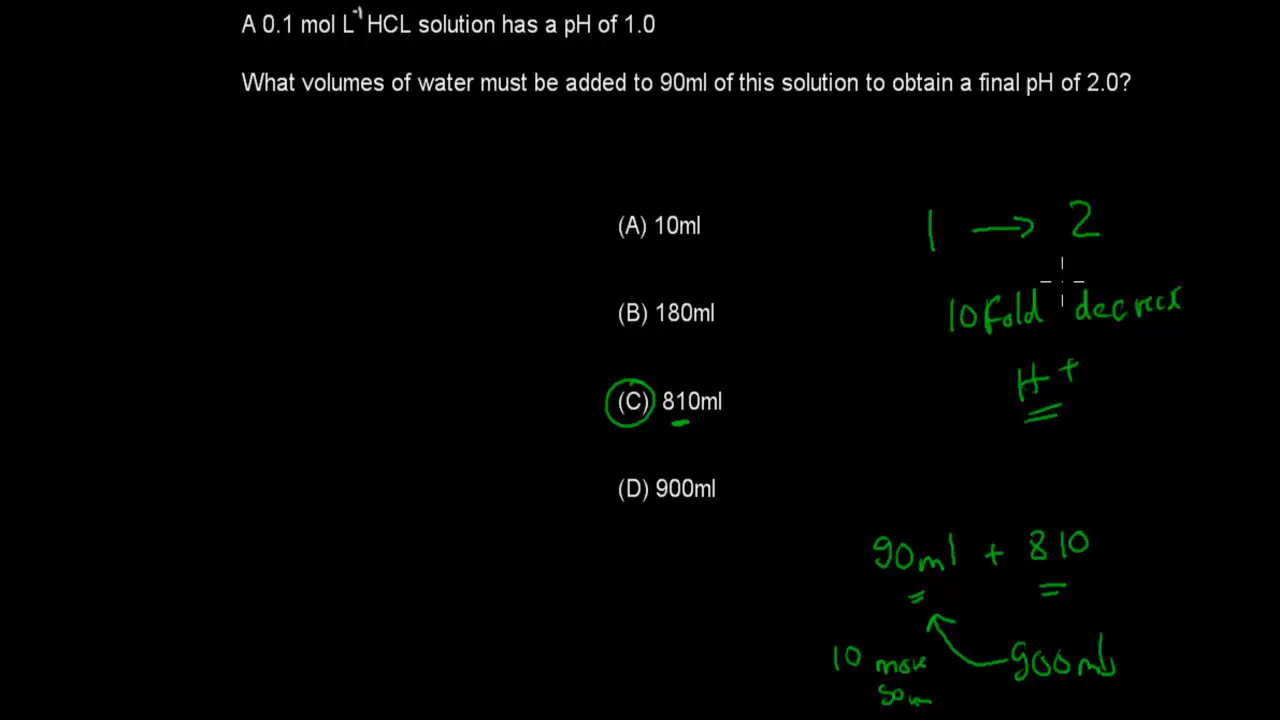 A 0.1 mol L⁻¹ HCL solution has a pH of 1.0
What volumes of water must be added to 90ml of this solution to obtain a final pH of 2.0?
(A) 10ml
(B) 180ml
(C) 810ml
(D) 900ml
1 → 2
10 Fold
H+
90ml + 810
900ml
10 more